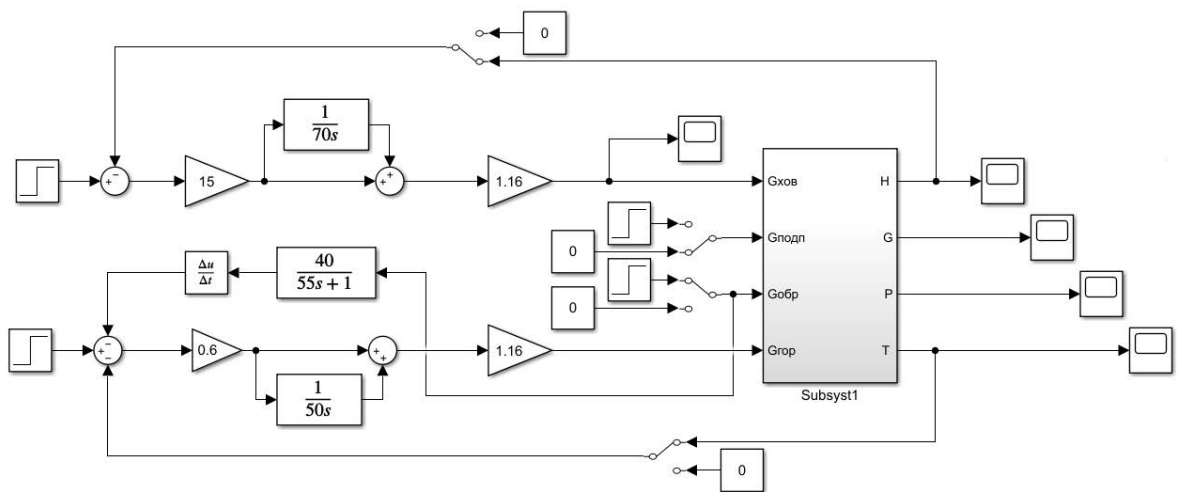 0
1
70s
+ −
15
+ +
1.16
Gхов
H
Gподп
G
0
Δu
Δt
40
55s + 1
Gобр
P
0
+ −
−
0.6
+
+
1.16
Gгор
T
1
50s
Subsyst1
0